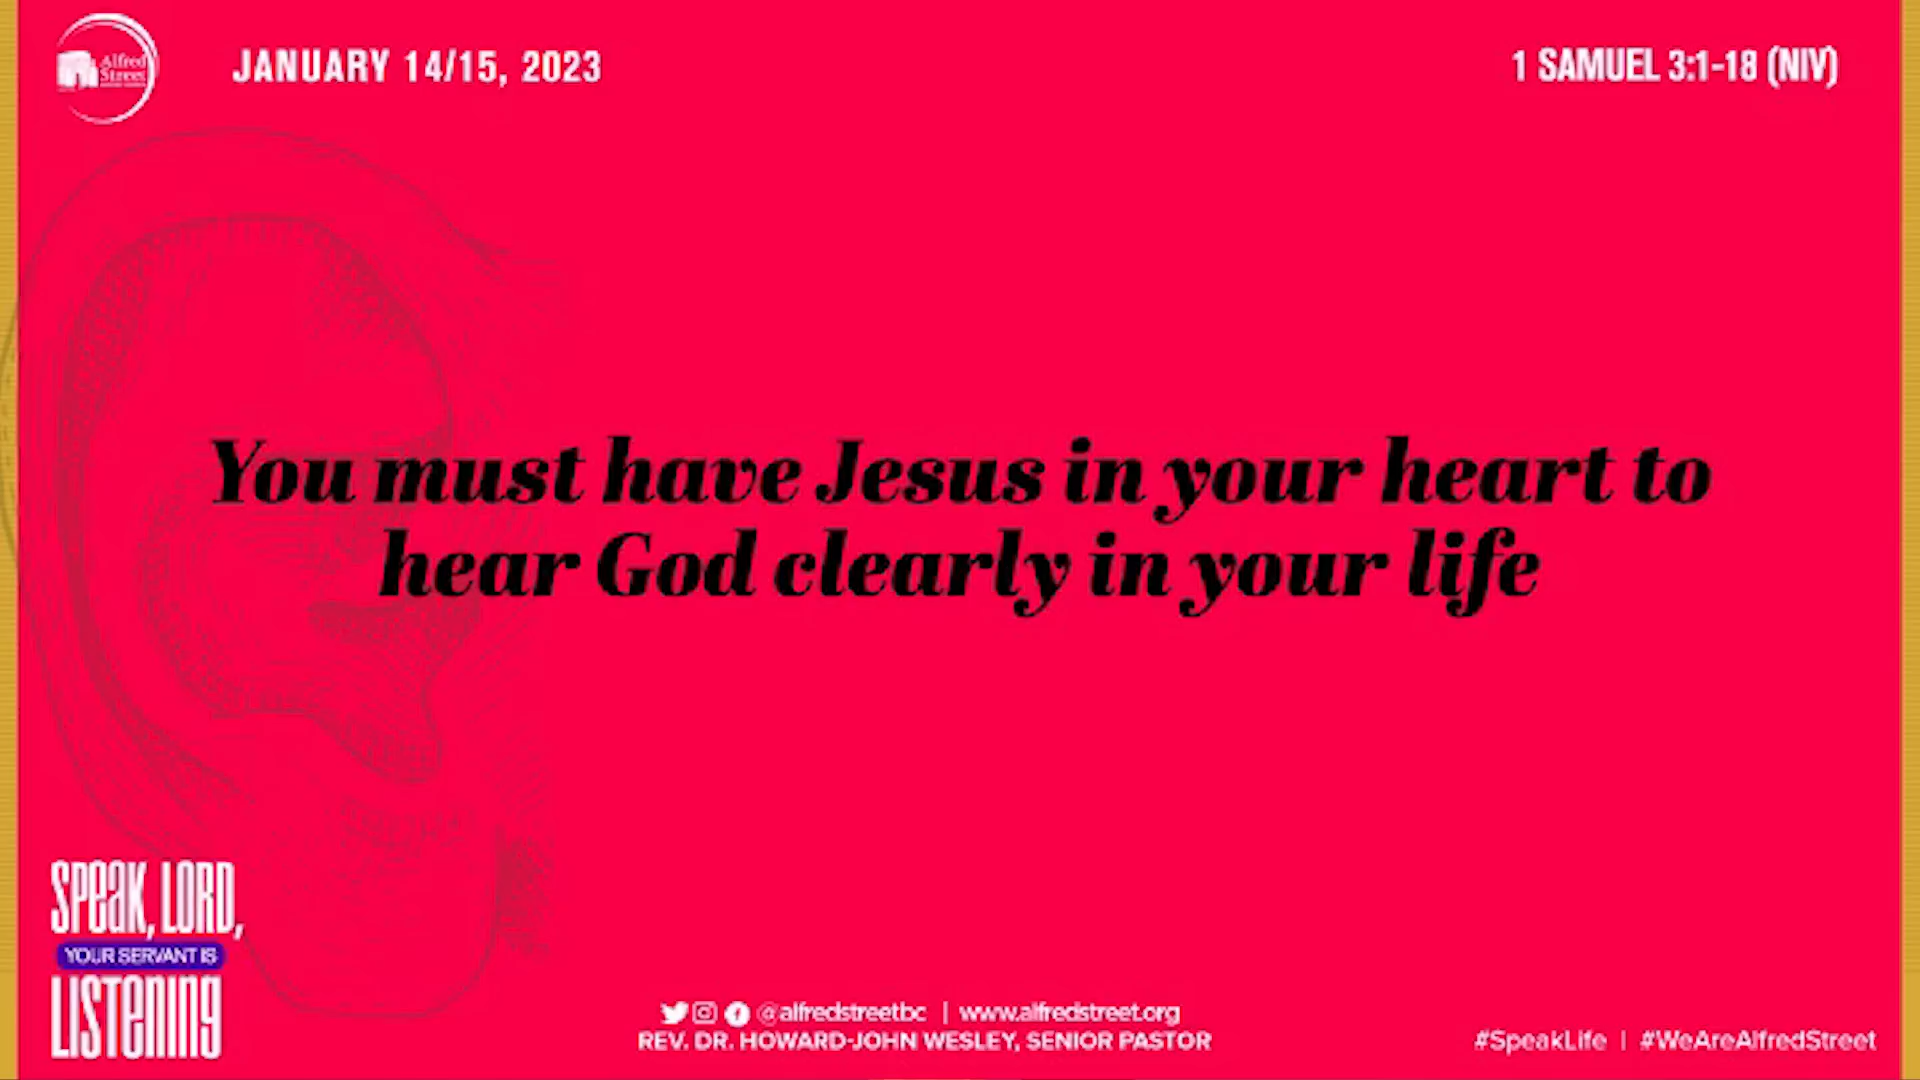 Alfred
Street
JANUARY 14/15, 2023
1 SAMUEL 3:1-18 (NIV)
You must have Jesus in your heart to
hear God clearly in your life
SPEAK, LORD,
YOUR SERVANT IS
LISTENING
@alfredstreetbc | www.alfredstreet.org
REV. DR. HOWARD-JOHN WESLEY, SENIOR PASTOR
#SpeakLife | #WeAreAlfredStreet